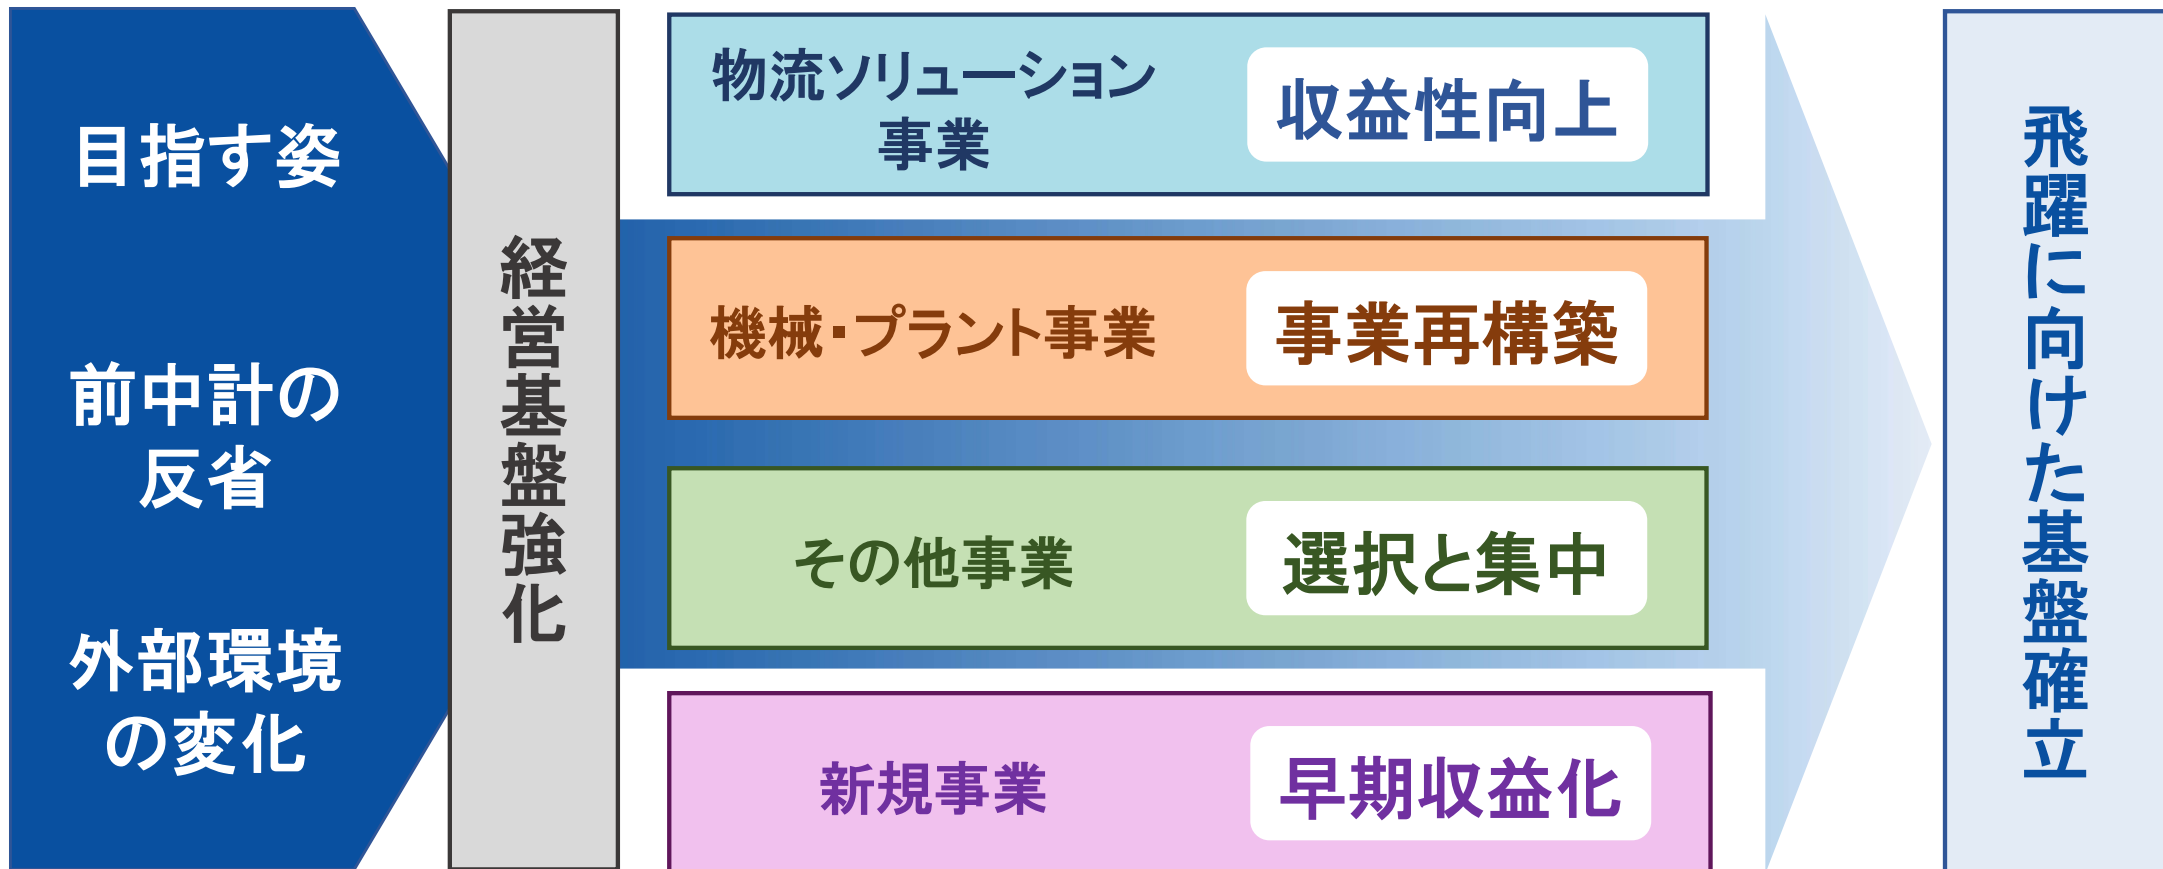 目指す姿
前中計の
反省
外部環境
の変化
経営基盤強化
物流ソリューション
事業
収益性向上
機械・プラント事業
事業再構築
その他事業
選択と集中
新規事業
早期収益化
飛躍に向けた基盤確立